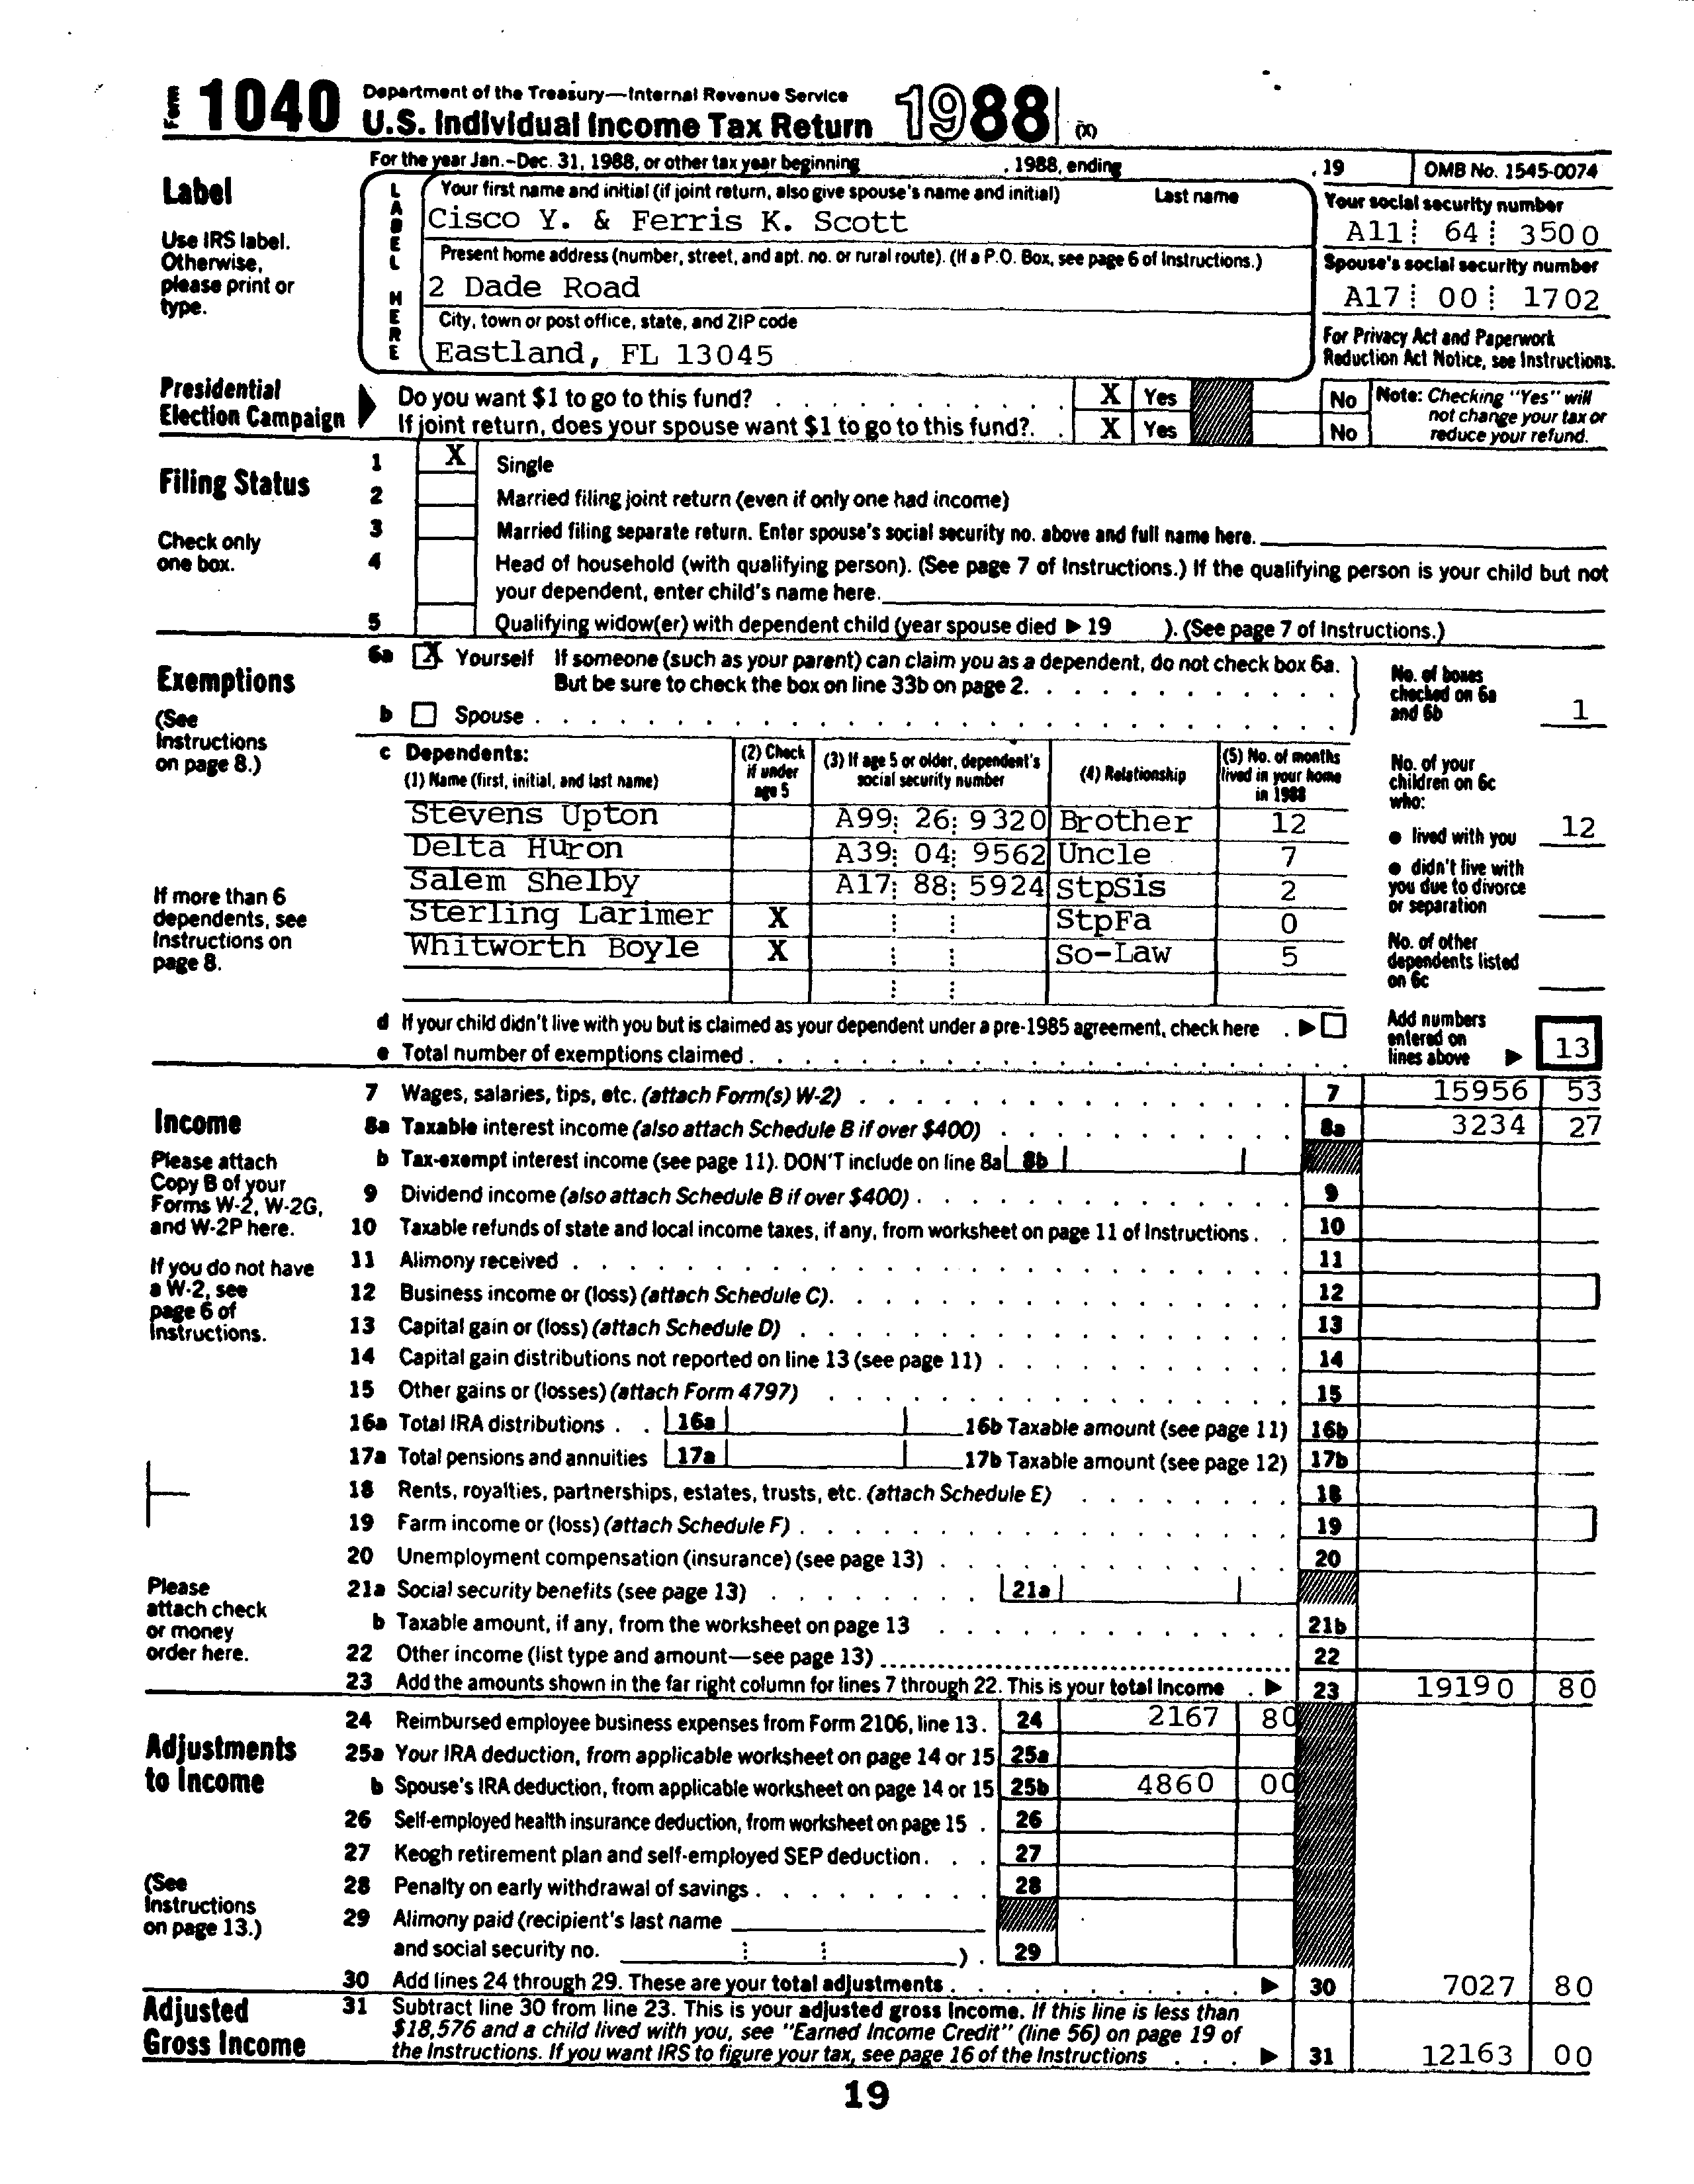 Form 1040 Department of the Treasury—Internal Revenue Service
U.S. Individual Income Tax Return 1988 (X)
For the year Jan.–Dec. 31, 1988, or other tax year beginning , 1988, ending , 19 OMB No. 1545-0074
Label
Use IRS label.
Otherwise,
please print or
type.
LABEL HERE
Your first name and initial (if joint return, also give spouse's name and initial) Last name
Cisco Y. & Ferris K. Scott
Your social security number
A11 64 3500
Present home address (number, street, and apt. no. or rural route). (If a P.O. Box, see page 6 of Instructions.)
2 Dade Road
Spouse's social security number
A17 00 1702
City, town or post office, state, and ZIP code
Eastland, FL 13045
For Privacy Act and Paperwork
Reduction Act Notice, see Instructions.
Presidential
Election Campaign
Do you want $1 to go to this fund? X Yes No
If joint return, does your spouse want $1 to go to this fund?. X Yes No
Note: Checking "Yes" will
not change your tax or
reduce your refund.
Filing Status
Check only
one box.
1 X Single
2 Married filing joint return (even if only one had income)
3 Married filing separate return. Enter spouse's social security no. above and full name here.
4 Head of household (with qualifying person). (See page 7 of Instructions.) If the qualifying person is your child but not
your dependent, enter child's name here.
5 Qualifying widow(er) with dependent child (year spouse died ▶ 19 ). (See page 7 of Instructions.)
Exemptions
(See
Instructions
on page 8.)
6a X Yourself If someone (such as your parent) can claim you as a dependent, do not check box 6a.
But be sure to check the box on line 33b on page 2.
b Spouse
No. of boxes
checked on 6a
and 6b 1
c Dependents:
(1) Name (first, initial, and last name)
(2) Check
if under
age 5
(3) If age 5 or older, dependent's
social security number
(4) Relationship
(5) No. of months
lived in your home
in 1988
Stevens Upton A99 26 9320 Brother 12
Delta Huron A39 04 9562 Uncle 7
Salem Shelby A17 88 5924 StpSis 2
Sterling Larimer X StpFa 0
Whitworth Boyle X So-Law 5
If more than 6
dependents, see
Instructions on
page 8.
No. of your
children on 6c
who:
● lived with you 12
● didn't live with
you due to divorce
or separation
No. of other
dependents listed
on 6c
d If your child didn't live with you but is claimed as your dependent under a pre-1985 agreement, check here . ▶
e Total number of exemptions claimed
Add numbers
entered on
lines above ▶ 13
Income
Please attach
Copy B of your
Forms W-2, W-2G,
and W-2P here.
If you do not have
a W-2, see
page 6 of
Instructions.
Please
attach check
or money
order here.
7 Wages, salaries, tips, etc. (attach Form(s) W-2) 7 15956 53
8a Taxable interest income (also attach Schedule B if over $400) 8a 3234 27
b Tax-exempt interest income (see page 11). DON'T include on line 8a 8b
9 Dividend income (also attach Schedule B if over $400) 9
10 Taxable refunds of state and local income taxes, if any, from worksheet on page 11 of Instructions 10
11 Alimony received 11
12 Business income or (loss) (attach Schedule C). 12
13 Capital gain or (loss) (attach Schedule D) 13
14 Capital gain distributions not reported on line 13 (see page 11) 14
15 Other gains or (losses) (attach Form 4797) 15
16a Total IRA distributions 16a 16b Taxable amount (see page 11) 16b
17a Total pensions and annuities 17a 17b Taxable amount (see page 12) 17b
18 Rents, royalties, partnerships, estates, trusts, etc. (attach Schedule E) 18
19 Farm income or (loss) (attach Schedule F) 19
20 Unemployment compensation (insurance) (see page 13) 20
21a Social security benefits (see page 13) 21a
b Taxable amount, if any, from the worksheet on page 13 21b
22 Other income (list type and amount—see page 13) 22
23 Add the amounts shown in the far right column for lines 7 through 22. This is your total income ▶ 23 19190 80
Adjustments
to Income
(See
Instructions
on page 13.)
24 Reimbursed employee business expenses from Form 2106, line 13. 24 2167 80
25a Your IRA deduction, from applicable worksheet on page 14 or 15 25a
b Spouse's IRA deduction, from applicable worksheet on page 14 or 15 25b 4860 00
26 Self-employed health insurance deduction, from worksheet on page 15 26
27 Keogh retirement plan and self-employed SEP deduction 27
28 Penalty on early withdrawal of savings 28
29 Alimony paid (recipient's last name
and social security no. ) 29
30 Add lines 24 through 29. These are your total adjustments ▶ 30 7027 80
Adjusted
Gross Income
31 Subtract line 30 from line 23. This is your adjusted gross income. If this line is less than
$18,576 and a child lived with you, see "Earned Income Credit" (line 56) on page 19 of
the Instructions. If you want IRS to figure your tax, see page 16 of the Instructions ▶ 31 12163 00
19